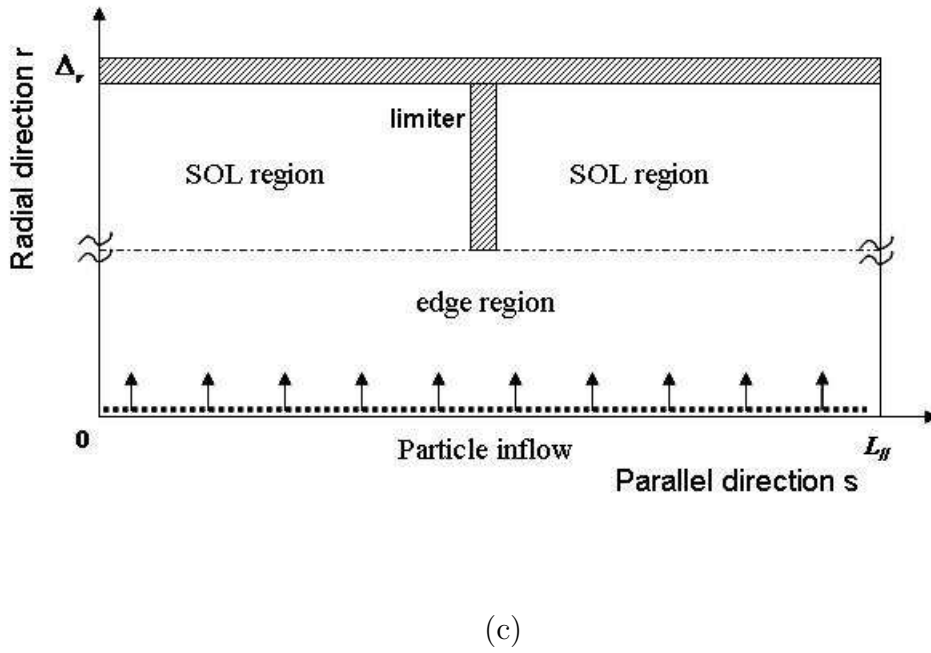 Radial direction r
Δr
limiter
SOL region
SOL region
edge region
0
Particle inflow
L//
Parallel direction s
(c)